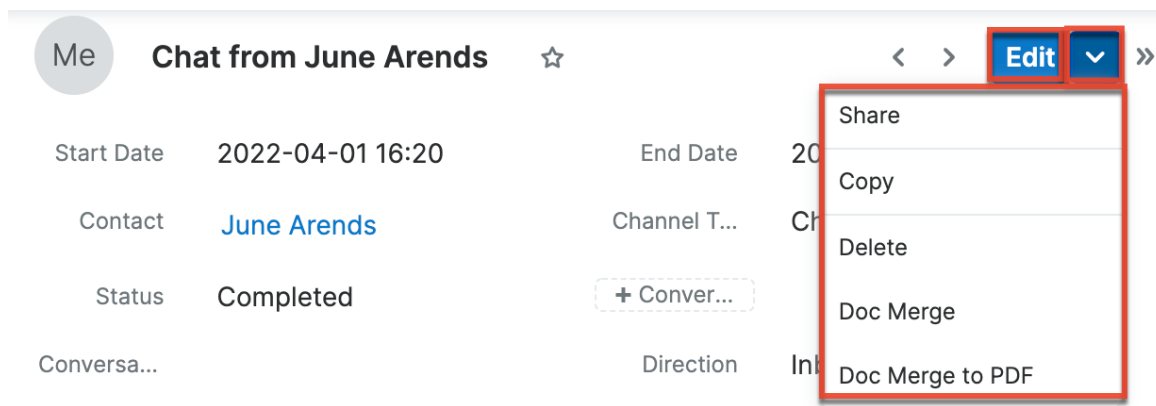 Me Chat from June Arends Edit
Share
Start Date 2022-04-01 16:20 End Date 20
Copy
Contact June Arends Channel T... Ch
Delete
Status Completed + Conver...
Doc Merge
Conversa... Direction
Doc Merge to PDF